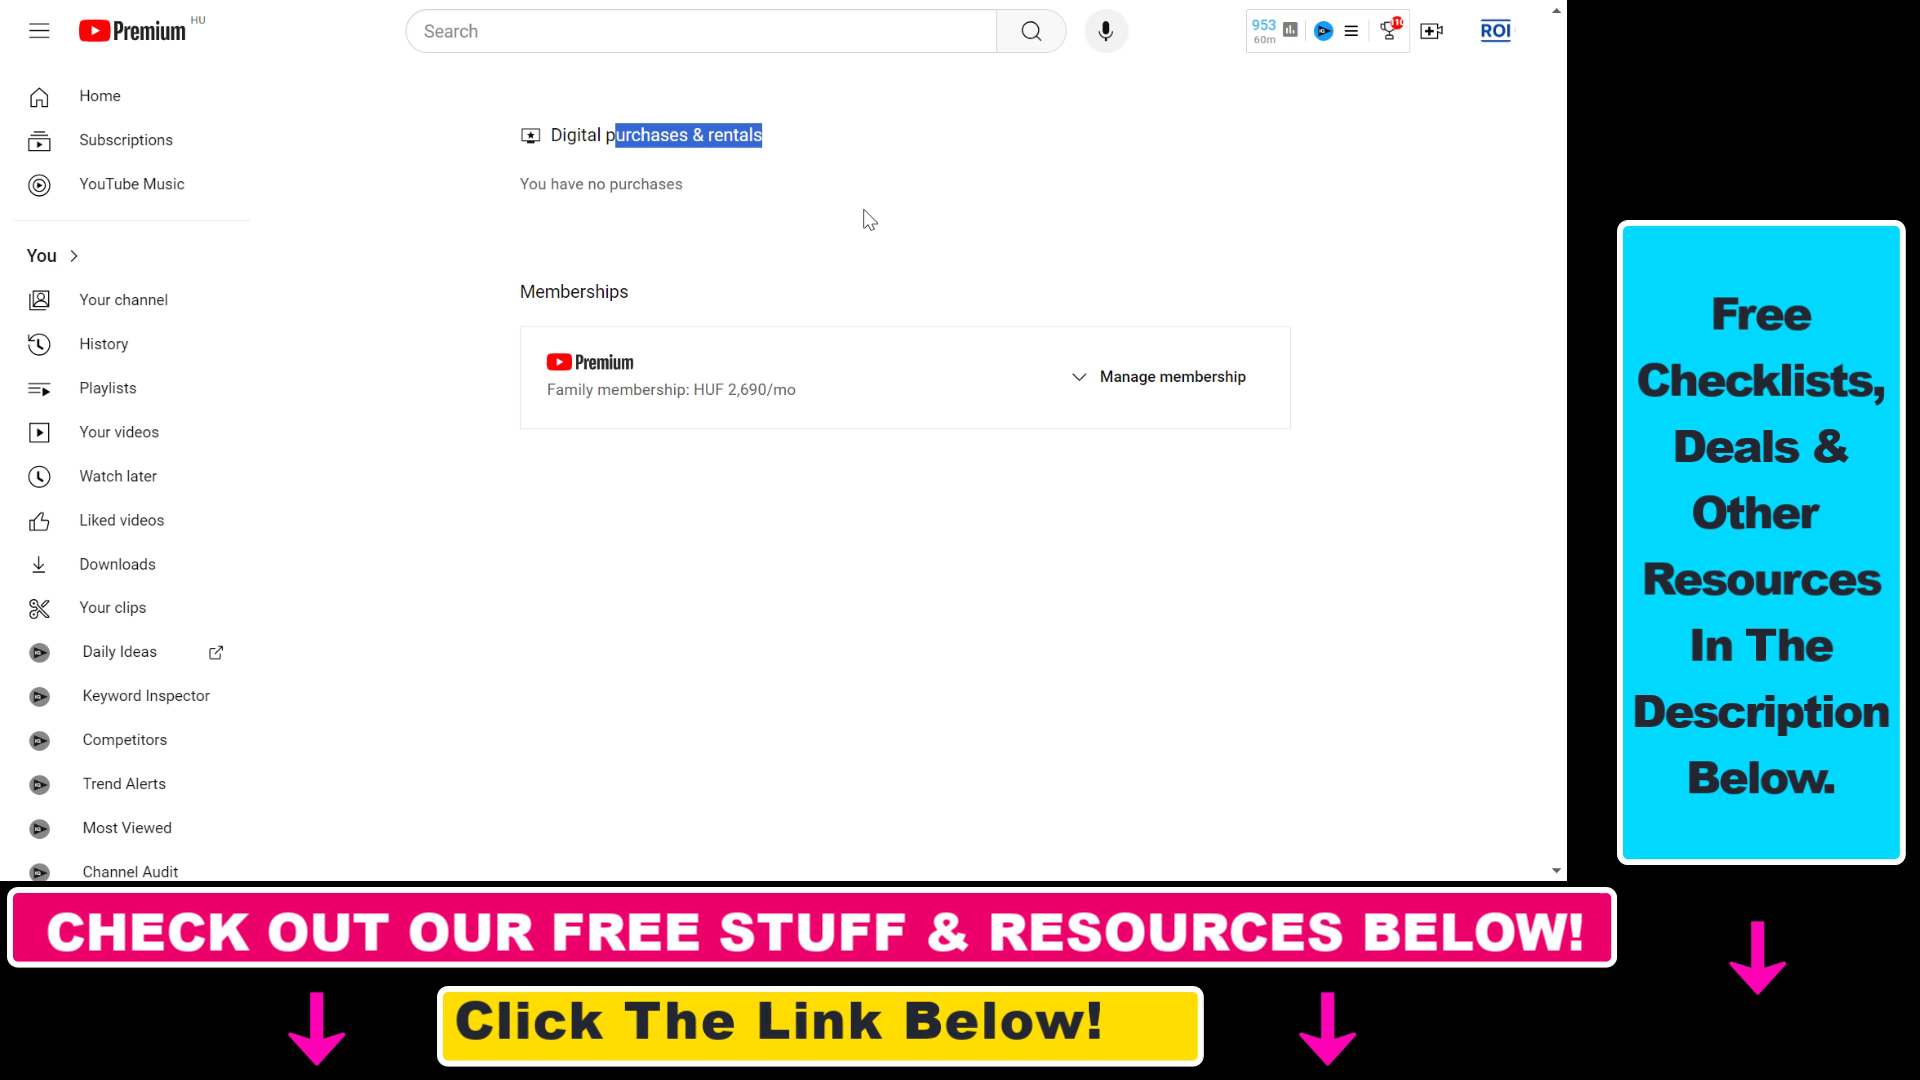 Premium HU
Search
953
60m
ROI
Home
Subscriptions
YouTube Music
You
Your channel
History
Playlists
Your videos
Watch later
Liked videos
Downloads
Your clips
Daily Ideas
Keyword Inspector
Competitors
Trend Alerts
Most Viewed
Channel Audit
Digital purchases & rentals
You have no purchases
Memberships
Premium
Family membership: HUF 2,690/mo
Manage membership
Free
Checklists,
Deals &
Other
Resources
In The
Description
Below.
CHECK OUT OUR FREE STUFF & RESOURCES BELOW!
Click The Link Below!